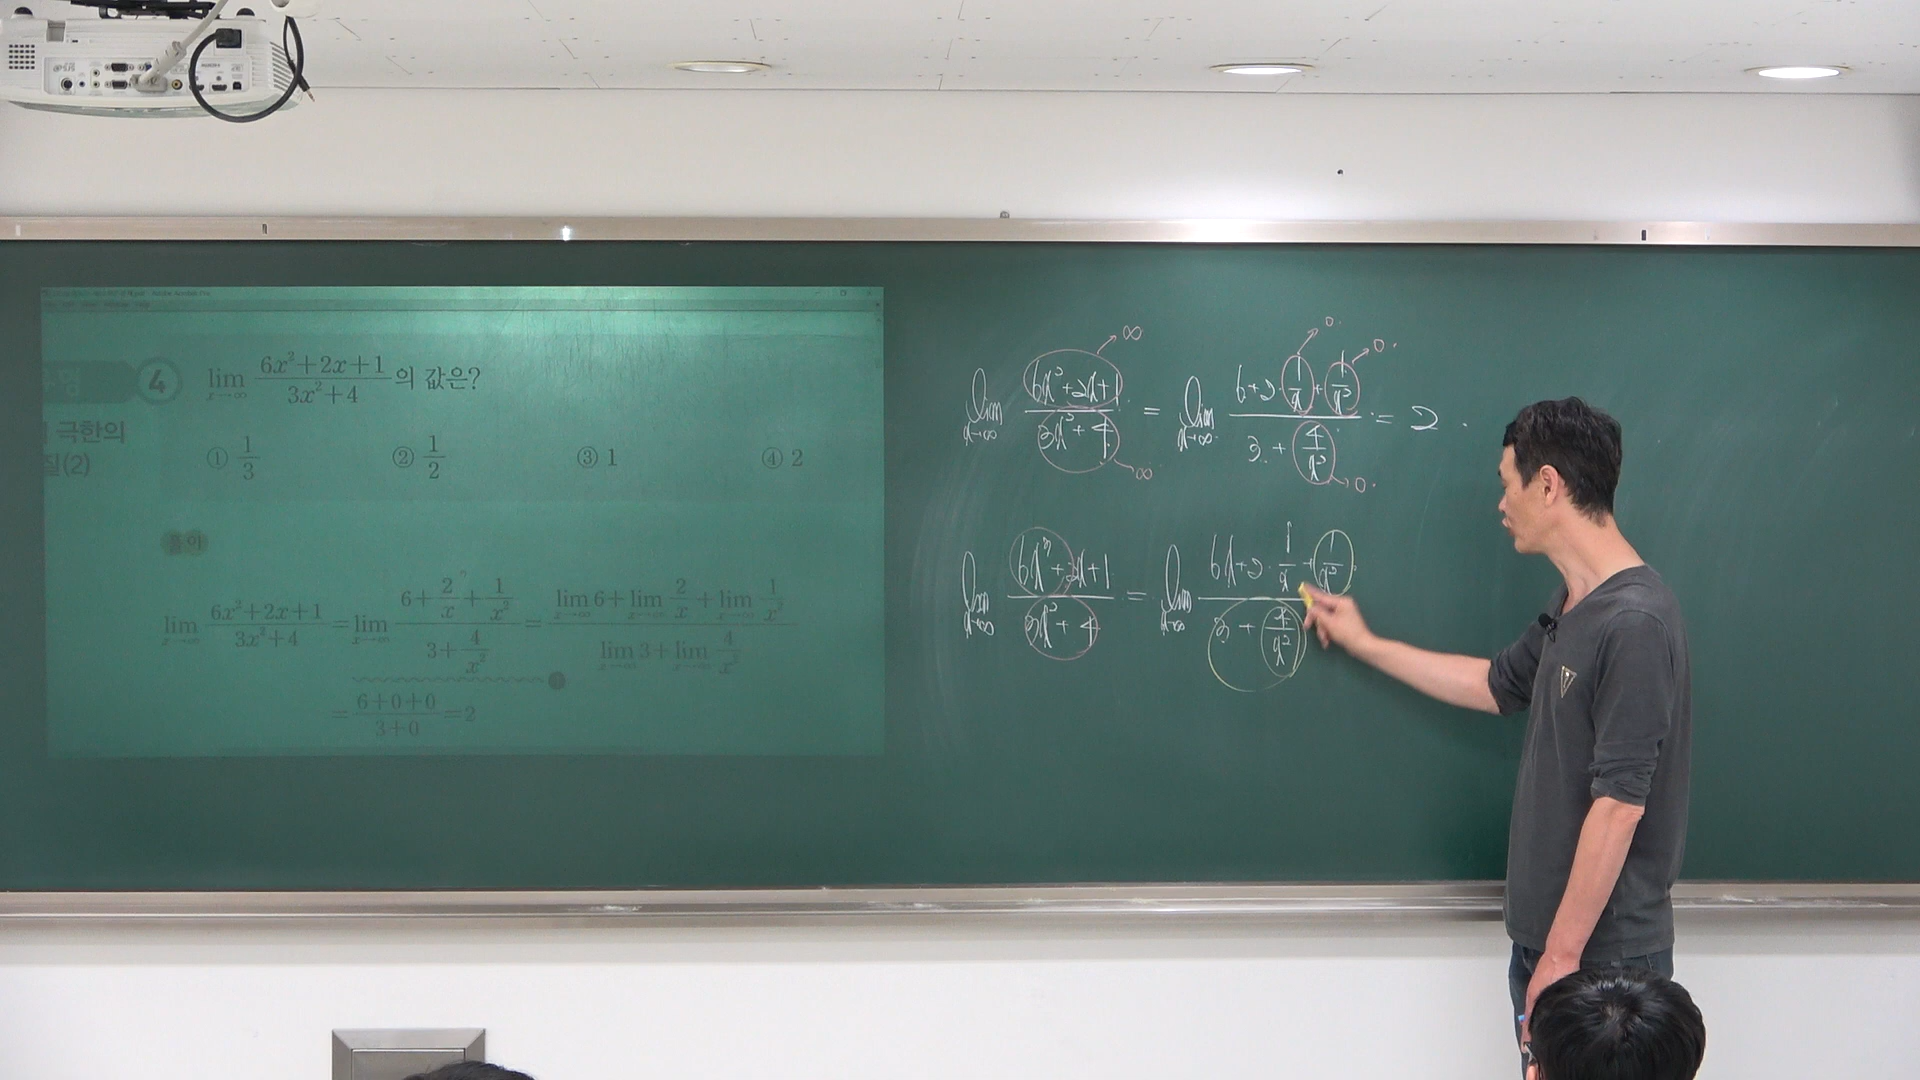 4 lim x→∞ (6x²+2x+1)/(3x²+4) 의 값은?
극한의
(2)
① 1/3 ② 1/2 ③ 1 ④ 2
풀이
lim x→∞ (6x²+2x+1)/(3x²+4) = lim x→∞ (6+2/x+1/x²)/(3+4/x²) = (lim x→∞ 6+lim x→∞ 2/x+lim x→∞ 1/x²)/(lim x→∞ 3+lim x→∞ 4/x²)
= (6+0+0)/(3+0) = 2
lim x→∞ (6x²+2x+1 → ∞)/(3x²+4 → ∞) = lim x→∞ (6+2·1/x → 0 + 1/x² → 0)/(3+4/x² → 0) = 2.
lim x→∞ (6x³+2x+1)/(3x²+4) = lim x→∞ (6x+2·1/x+1/x²)/(3+4/x²)